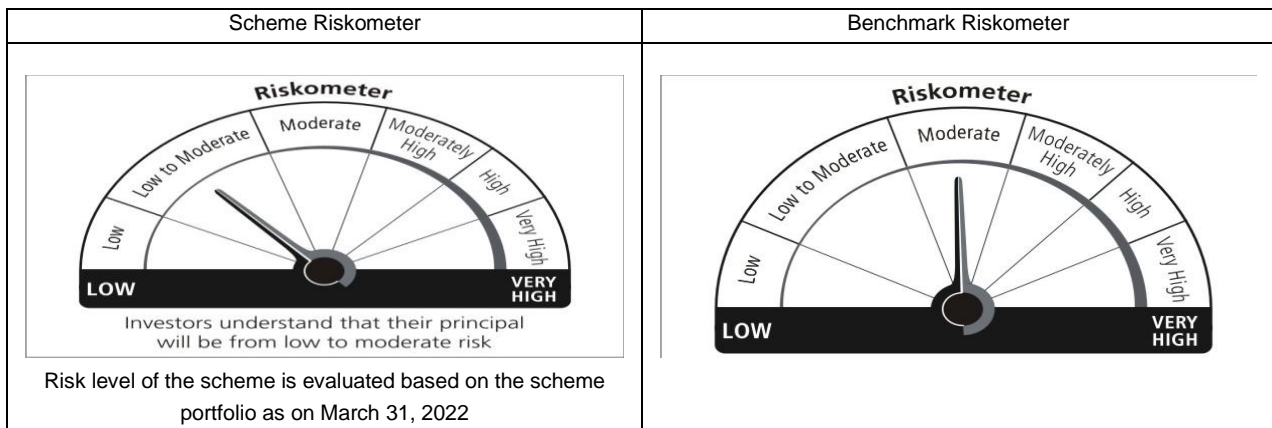 Scheme Riskometer
Riskometer
Low
Low to Moderate
Moderate
Moderately
High
High
Very High
LOW
VERY
HIGH
Investors understand that their principal
will be from low to moderate risk
Risk level of the scheme is evaluated based on the scheme
portfolio as on March 31, 2022
Benchmark Riskometer
Riskometer
Low
Low to Moderate
Moderate
Moderately
High
High
Very High
LOW
VERY
HIGH